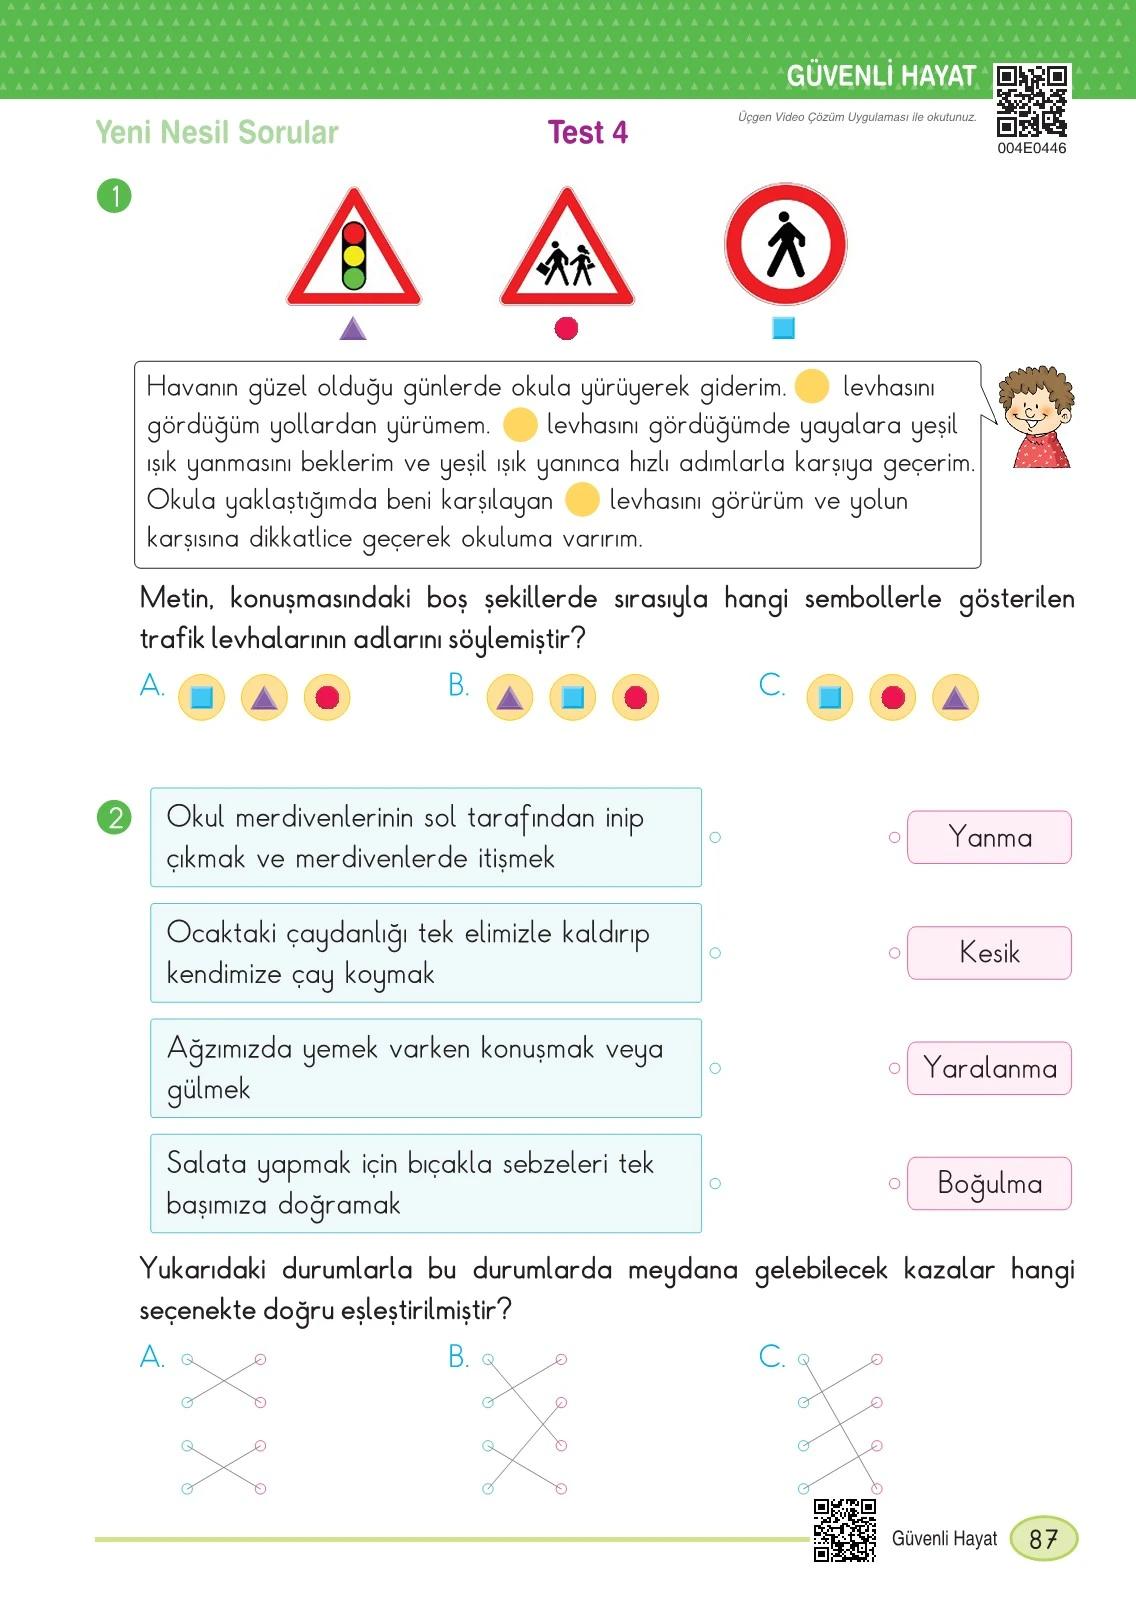 GÜVENLİ HAYAT
Üçgen Video Çözüm Uygulaması ile okutunuz.
004E0446
Yeni Nesil Sorular
Test 4
1
Havanın güzel olduğu günlerde okula yürüyerek giderim. levhasını
gördüğüm yollardan yürümem. levhasını gördüğümde yayalara yeşil
ışık yanmasını beklerim ve yeşil ışık yanınca hızlı adımlarla karşıya geçerim.
Okula yaklaştığımda beni karşılayan levhasını görürüm ve yolun
karşısına dikkatlice geçerek okuluma varırım.
Metin, konuşmasındaki boş şekillerde sırasıyla hangi sembollerle gösterilen
trafik levhalarının adlarını söylemiştir?
A. B. C.
2
Okul merdivenlerinin sol tarafından inip
çıkmak ve merdivenlerde itişmek
Yanma
Ocaktaki çaydanlığı tek elimizle kaldırıp
kendimize çay koymak
Kesik
Ağzımızda yemek varken konuşmak veya
gülmek
Yaralanma
Salata yapmak için bıçakla sebzeleri tek
başımıza doğramak
Boğulma
Yukarıdaki durumlarla bu durumlarda meydana gelebilecek kazalar hangi
seçenekte doğru eşleştirilmiştir?
A. B. C.
Güvenli Hayat 87